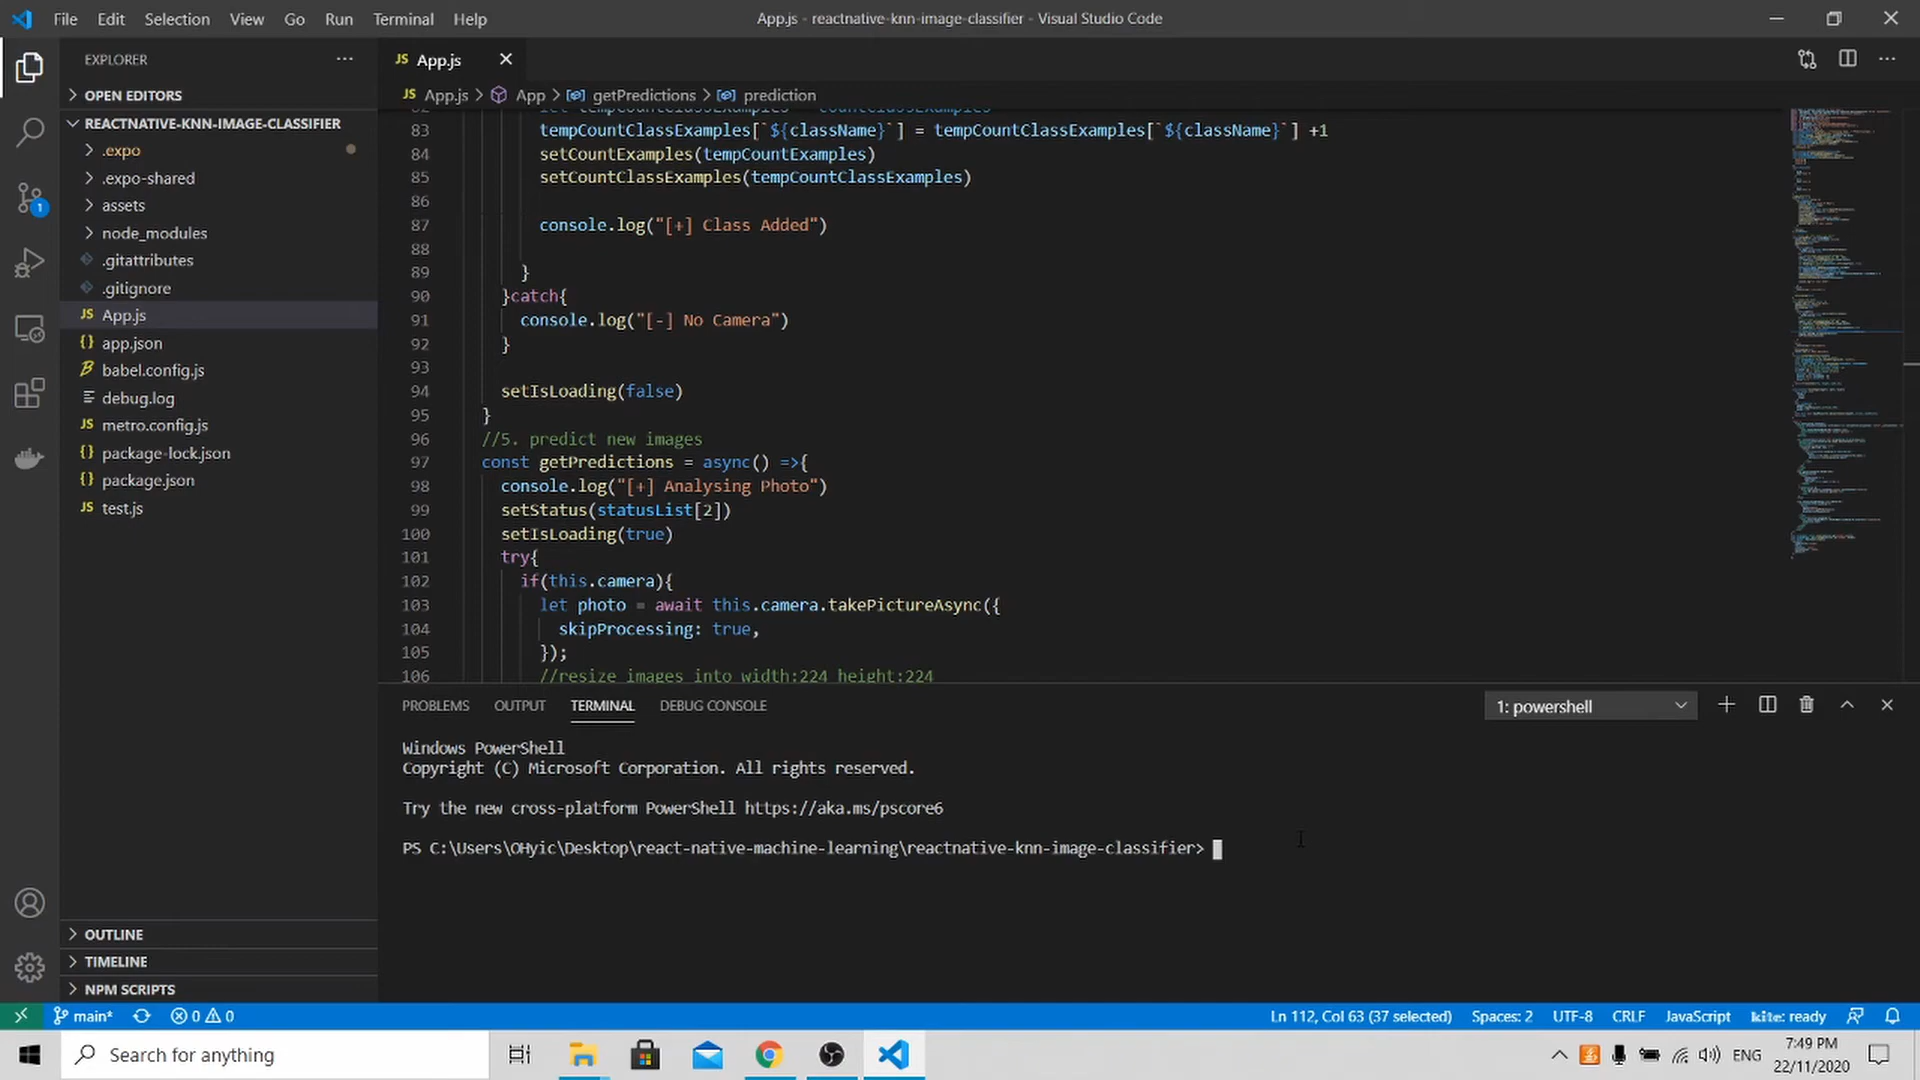 File Edit Selection View Go Run Terminal Help
App.js - reactnative-knn-image-classifier - Visual Studio Code
EXPLORER
JS App.js
OPEN EDITORS
JS App.js > App > getPredictions > prediction
REACTNATIVE-KNN-IMAGE-CLASSIFIER
.expo
.expo-shared
assets
node_modules
.gitattributes
.gitignore
JS App.js
{} app.json
babel.config.js
debug.log
JS metro.config.js
{} package-lock.json
{} package.json
JS test.js
OUTLINE
TIMELINE
NPM SCRIPTS
1
83 tempCountClassExamples[`${className}`] = tempCountClassExamples[`${className}`] +1
84 setCountExamples(tempCountExamples)
85 setCountClassExamples(tempCountClassExamples)
86
87 console.log("[+] Class Added")
88
89 }
90 }catch{
91 console.log("[-] No Camera")
92 }
93
94 setIsLoading(false)
95 }
96 //5. predict new images
97 const getPredictions = async() =>{
98 console.log("[+] Analysing Photo")
99 setStatus(statusList[2])
100 setIsLoading(true)
101 try{
102 if(this.camera){
103 let photo = await this.camera.takePictureAsync({
104 skipProcessing: true,
105 });
106 //resize images into width:224 height:224
PROBLEMS OUTPUT TERMINAL DEBUG CONSOLE
1: powershell
Windows PowerShell
Copyright (C) Microsoft Corporation. All rights reserved.
Try the new cross-platform PowerShell https://aka.ms/pscore6
PS C:\Users\OHyic\Desktop\react-native-machine-learning\reactnative-knn-image-classifier>
main* 0 0
Ln 112, Col 63 (37 selected) Spaces: 2 UTF-8 CRLF JavaScript kite: ready
Search for anything
ENG
7:49 PM
22/11/2020